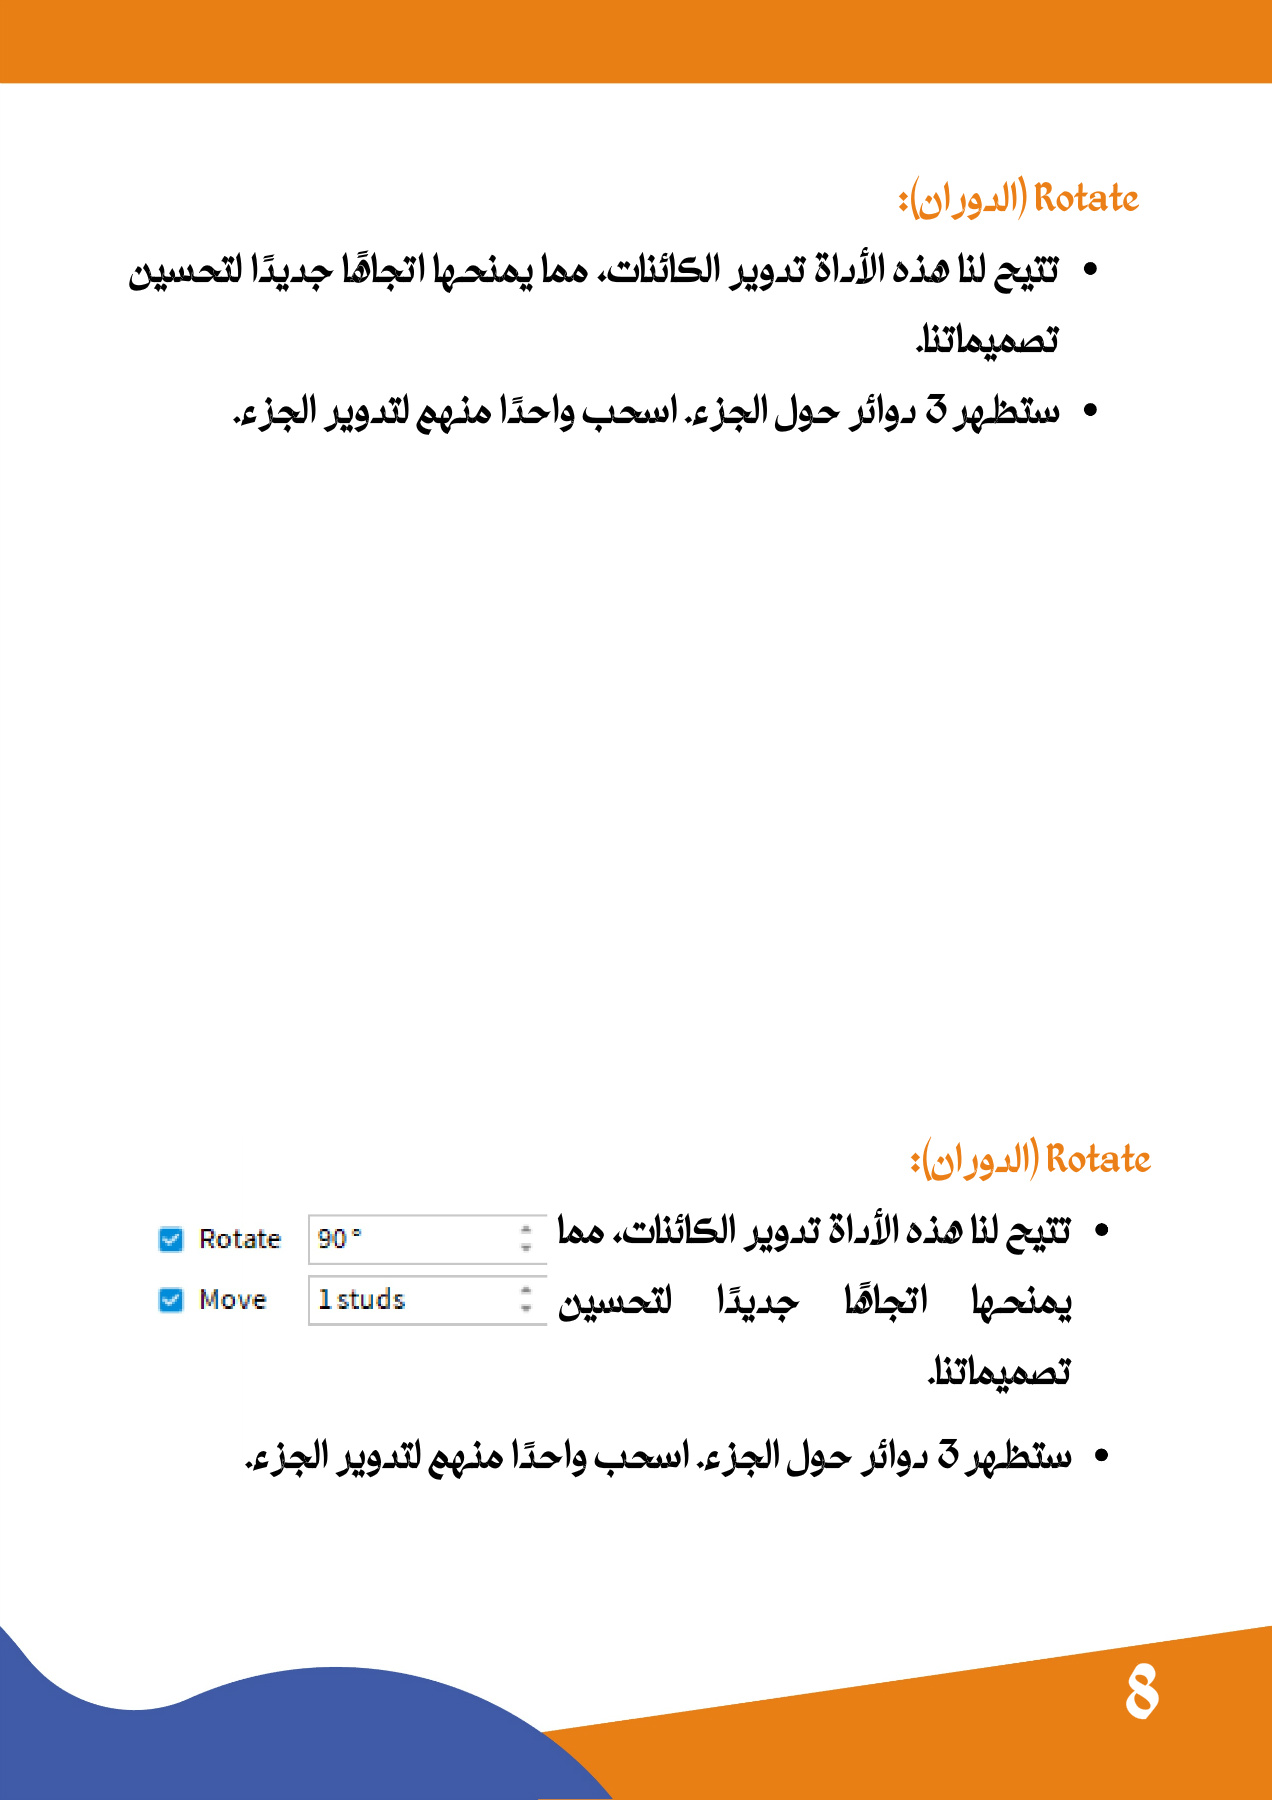 Rotate (الدوران):
• تتيح لنا هذه الأداة تدوير الكائنات، مما يمنحها اتجاهًا جديدًا لتحسين
تصميماتنا.
• ستظهر 3 دوائر حول الجزء. اسحب واحدًا منهم لتدوير الجزء.
Rotate (الدوران):
• تتيح لنا هذه الأداة تدوير الكائنات، مما
يمنحها اتجاهًا جديدًا لتحسين
تصميماتنا.
Rotate 90°
Move 1 studs
• ستظهر 3 دوائر حول الجزء. اسحب واحدًا منهم لتدوير الجزء.
8